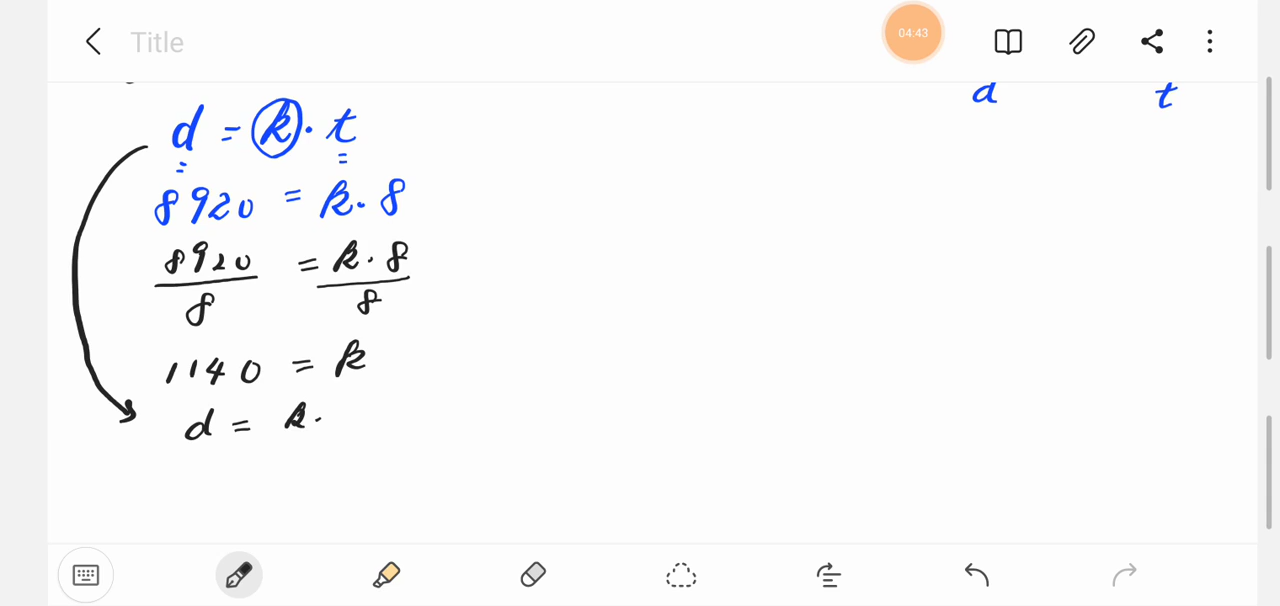 Title
04:43
d t
d = k · t
8920 = k · 8
8920/8 = k · 8/8
1140 = k
d = k ·